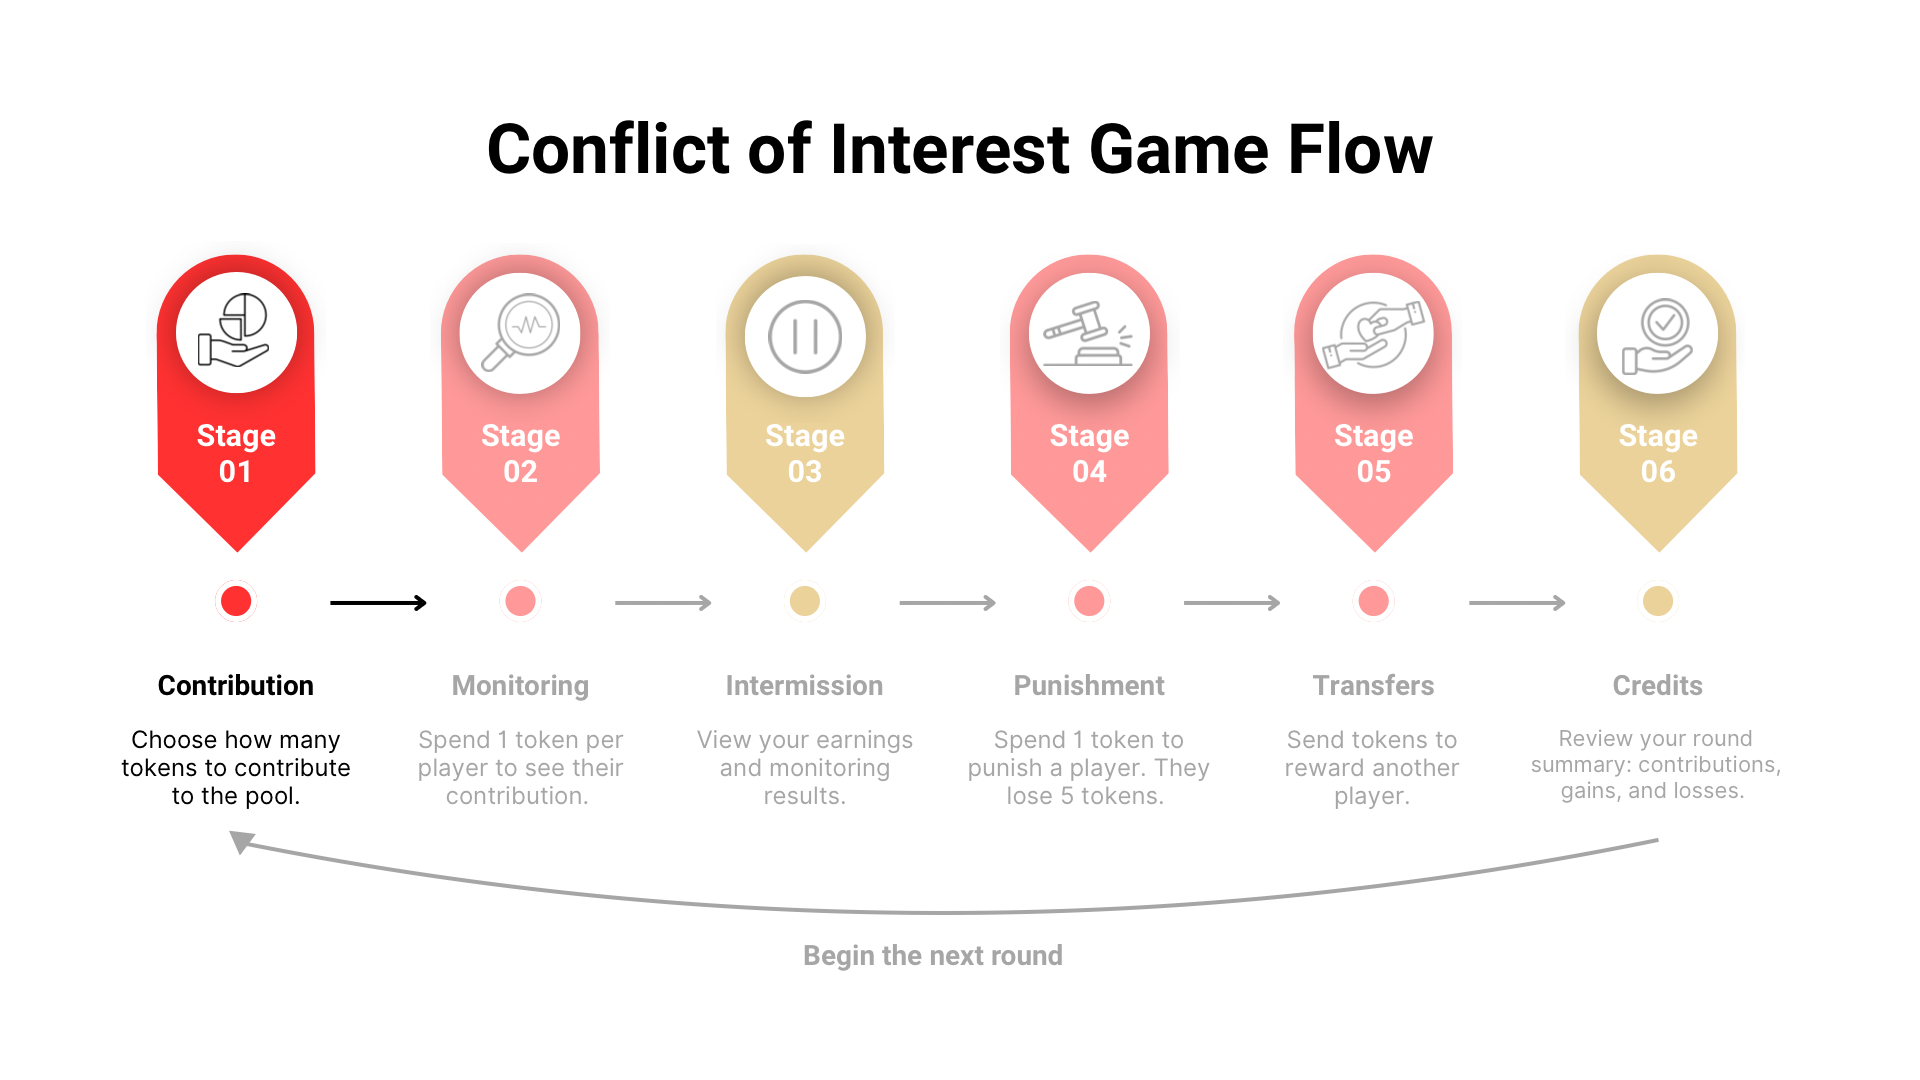 Conflict of Interest Game Flow
Stage
01
Stage
02
Stage
03
Stage
04
Stage
05
Stage
06
Contribution
Choose how many
tokens to contribute
to the pool.
Monitoring
Spend 1 token per
player to see their
contribution.
Intermission
View your earnings
and monitoring
results.
Punishment
Spend 1 token to
punish a player. They
lose 5 tokens.
Transfers
Send tokens to
reward another
player.
Credits
Review your round
summary: contributions,
gains, and losses.
Begin the next round